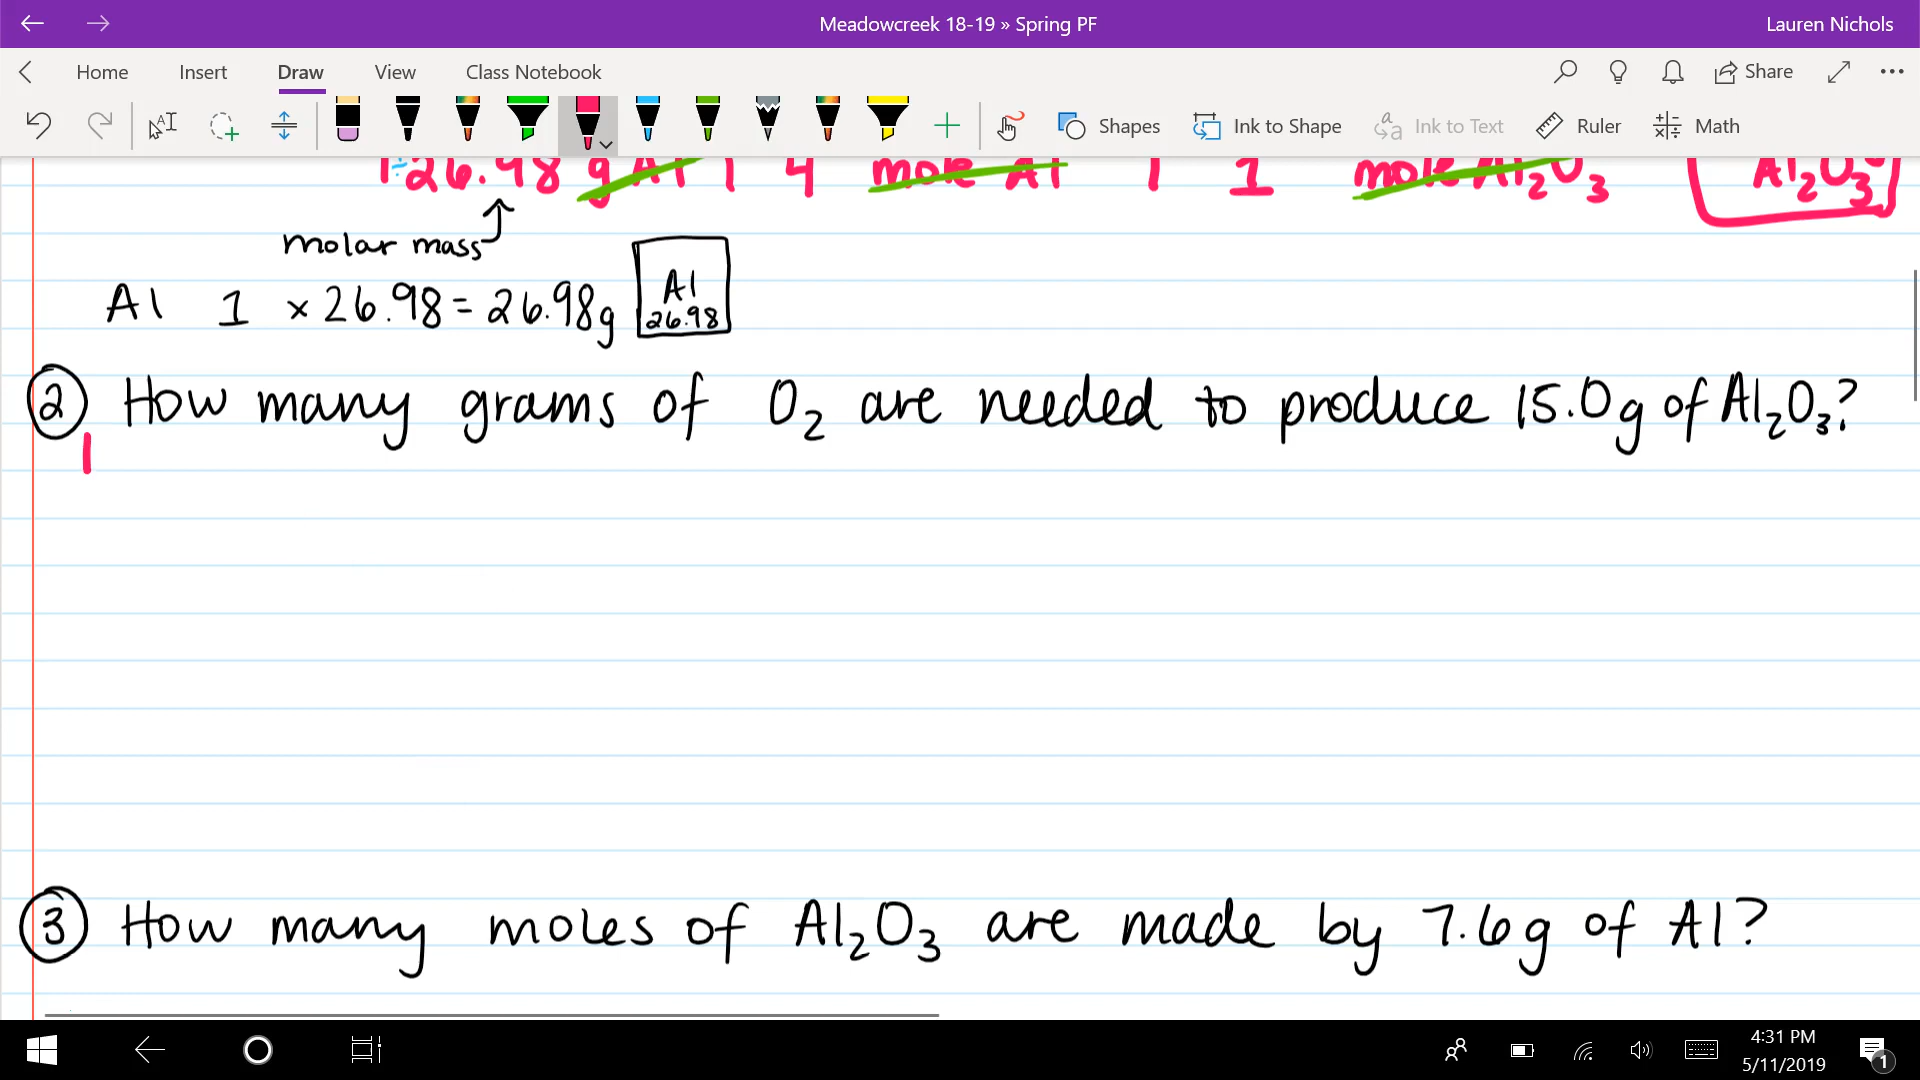 Meadowcreek 18-19 » Spring PF
Lauren Nichols
Home Insert Draw View Class Notebook
Share
Shapes Ink to Shape Ink to Text Ruler Math
26.98 g Al 4 mole Al 1 mole Al₂O₃ Al₂O₃
molar mass
Al 1 × 26.98 = 26.98g
Al
26.98
② How many grams of O₂ are needed to produce 15.0g of Al₂O₃?
③ How many moles of Al₂O₃ are made by 7.6g of Al?
4:31 PM
5/11/2019
1